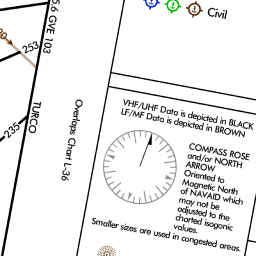 Civil
253
5.6 GVE 103
TURCO
235
Overlaps Chart L-36
VHF/UHF Data is depicted in BLACK
LF/MF Data is depicted in BROWN
COMPASS ROSE
and/or NORTH
ARROW
Oriented to
Magnetic North
of NAVAID which
may not be
adjusted to the
charted isogonic
values.
Smaller sizes are used in congested areas.